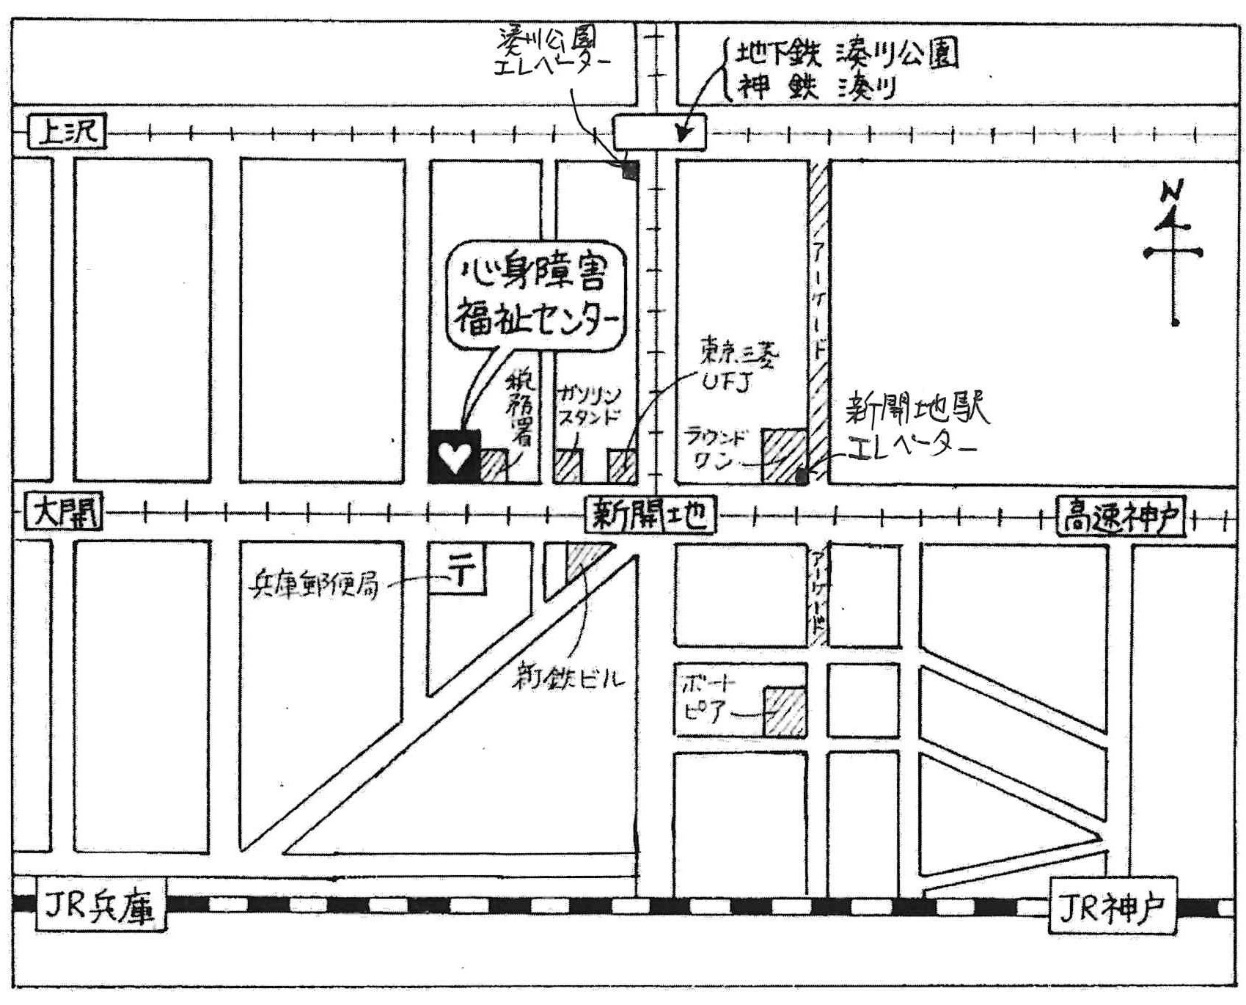 湊川公園
エレベーター
地下鉄 湊川公園
神鉄 湊川
上沢
N
アーケード
心身障害
福祉センター
税務署
ガソリン
スタンド
東京三菱
UFJ
ラウンド
ワン
新開地駅
エレベーター
大開
新開地
高速神戸
兵庫郵便局
〒
アーケード
新鉄ビル
ポート
ピア
JR兵庫
JR神戸